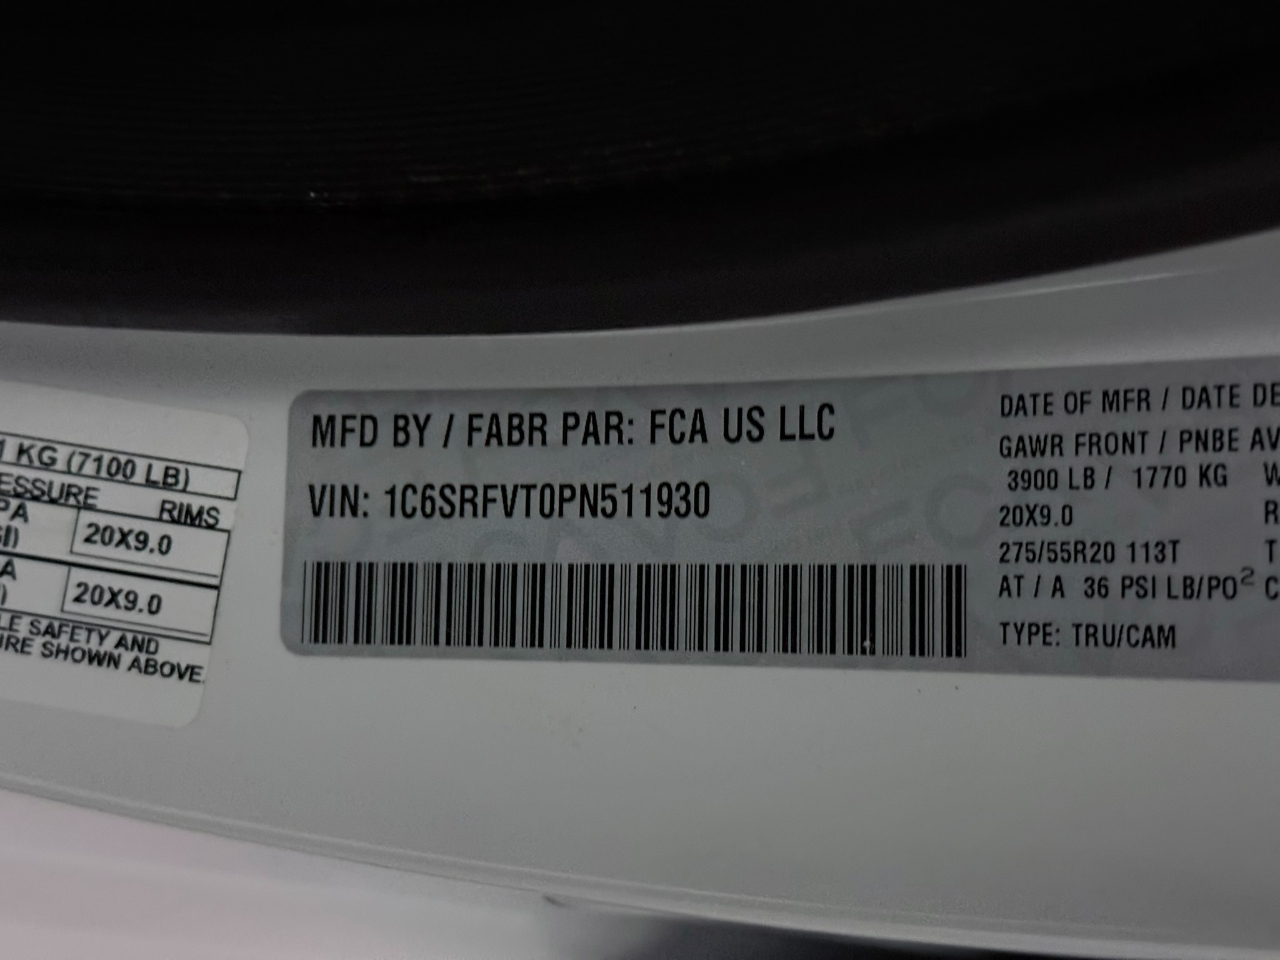 1 KG (7100 LB)
ESSURE RIMS
PA
20X9.0
A
20X9.0
LE SAFETY AND
URE SHOWN ABOVE.
MFD BY / FABR PAR: FCA US LLC
VIN: 1C6SRFVT0PN511930
DATE OF MFR / DATE DE
GAWR FRONT / PNBE AV
3900 LB / 1770 KG W
20X9.0 R
275/55R20 113T T
AT / A 36 PSI LB/PO² C
TYPE: TRU/CAM